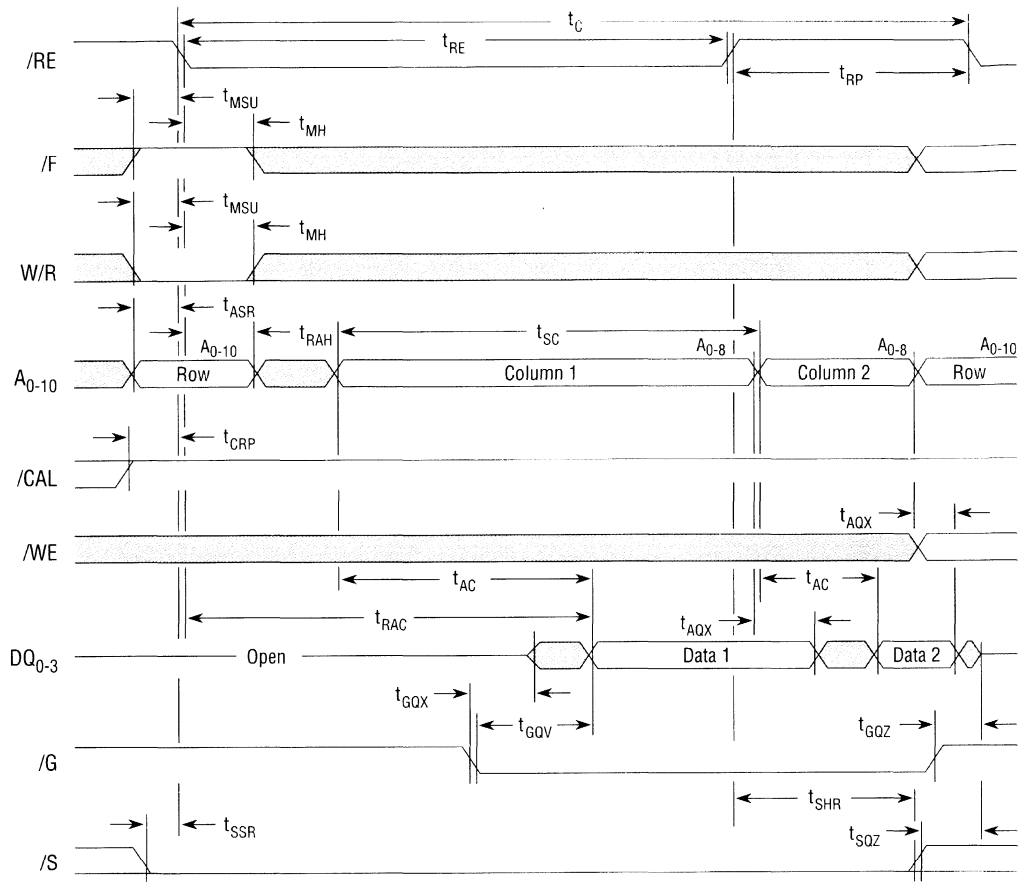 t_C
t_RE
/RE
t_RP
t_MSU
t_MH
/F
t_MSU
t_MH
W/R
t_ASR
t_RAH
t_SC
A_0-10
A_0-8
A_0-8
A_0-10
A_0-10
Row
Column 1
Column 2
Row
t_CRP
/CAL
t_AQX
/WE
t_AC
t_AC
t_RAC
t_AQX
DQ_0-3
Open
Data 1
Data 2
t_GQX
t_GQV
t_GQZ
/G
t_SHR
t_SSR
t_SQZ
/S